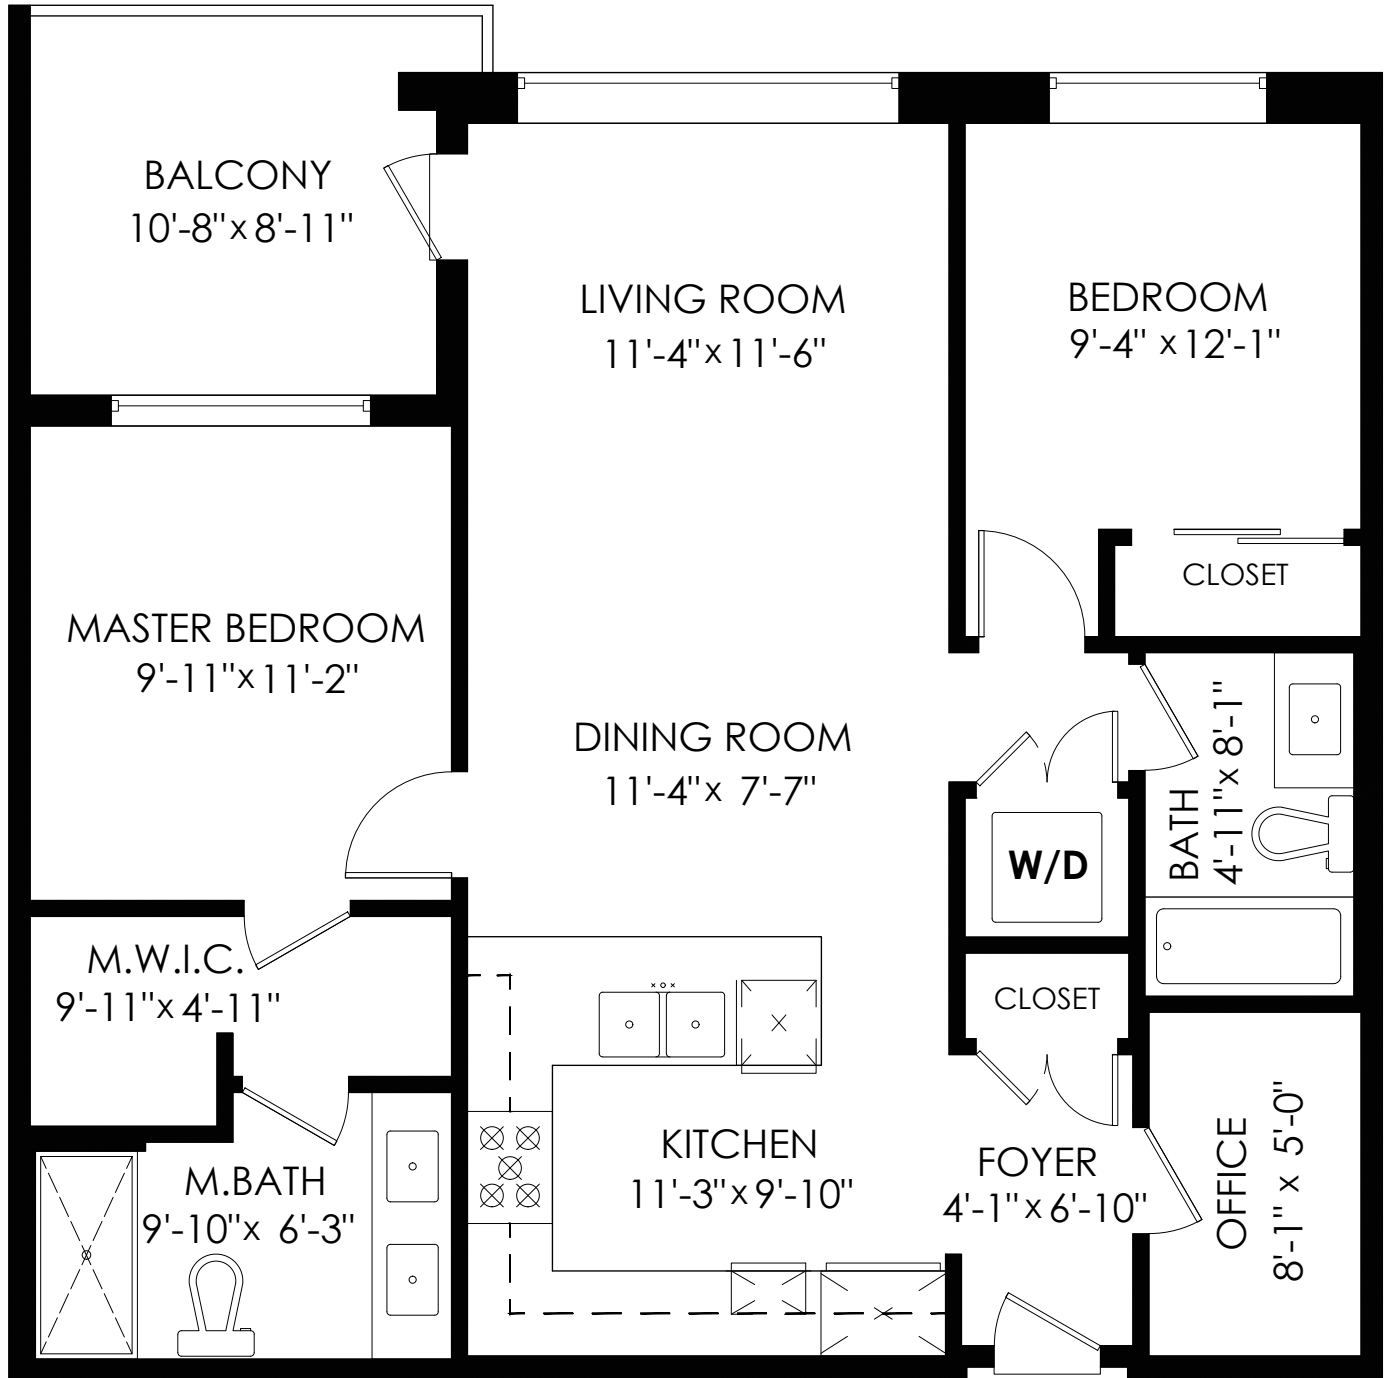 BALCONY
10'-8" x 8'-11"
LIVING ROOM
11'-4" x 11'-6"
BEDROOM
9'-4" x 12'-1"
CLOSET
MASTER BEDROOM
9'-11" x 11'-2"
DINING ROOM
11'-4" x 7'-7"
BATH
4'-11" x 8'-1"
W/D
M.W.I.C.
9'-11" x 4'-11"
CLOSET
KITCHEN
11'-3" x 9'-10"
FOYER
4'-1" x 6'-10"
OFFICE
8'-1" x 5'-0"
M.BATH
9'-10" x 6'-3"